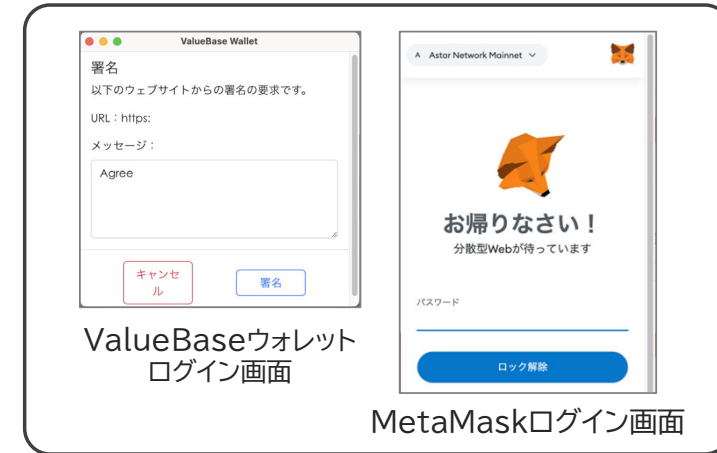 ValueBase Wallet
署名
以下のウェブサイトからの署名の要求です。
URL：https:
メッセージ：
Agree
キャンセ
ル
署名
ValueBaseウォレット
ログイン画面
A Astar Network Mainnet
お帰りなさい！
分散型Webが待っています
パスワード
ロック解除
MetaMaskログイン画面